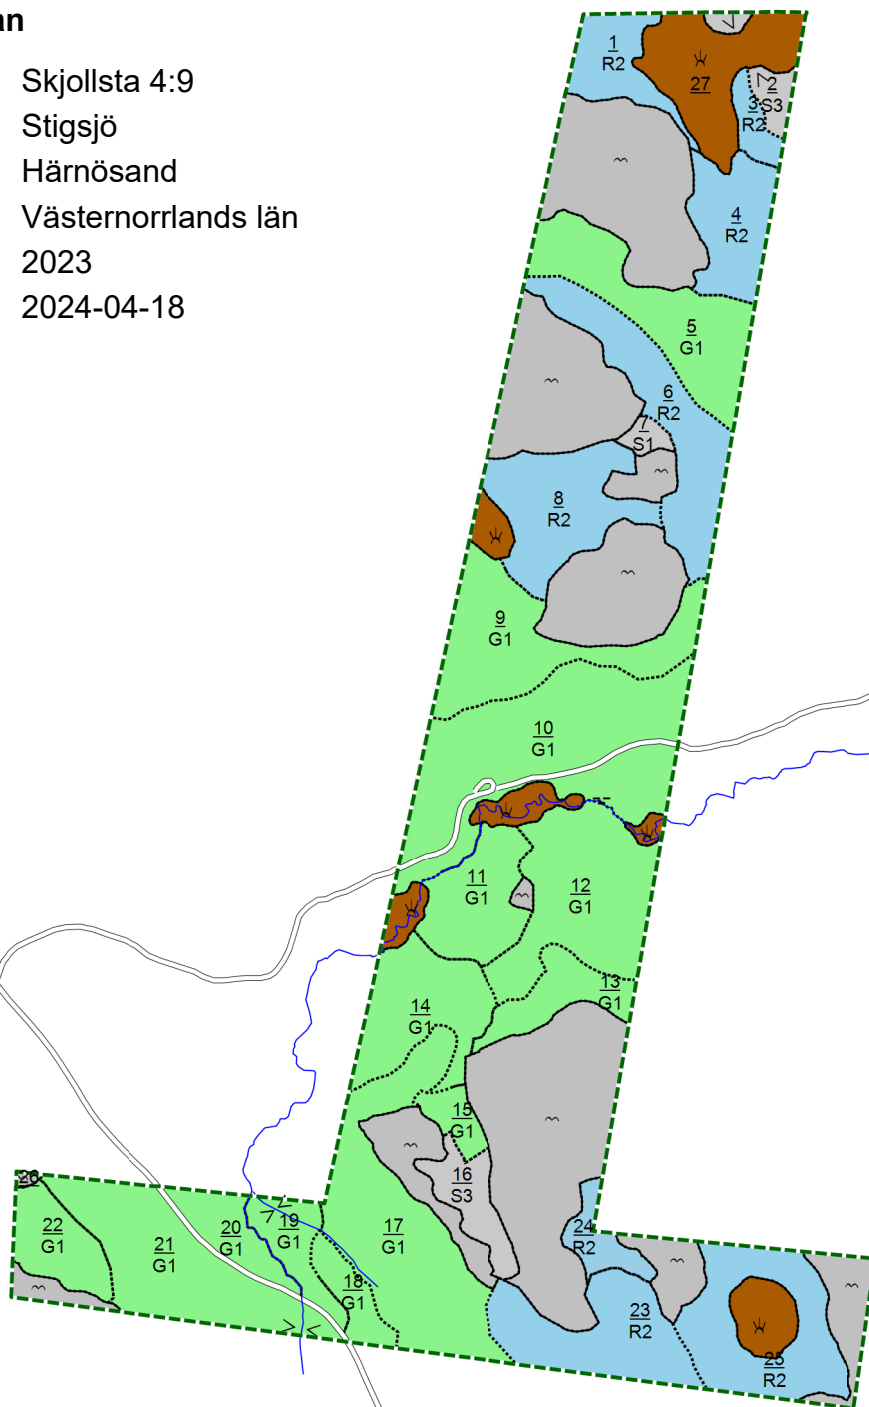 an
Skjollsta 4:9
Stigsjö
Härnösand
Västernorrlands län
2023
2024-04-18
1
R2
27
2
S3
3
R2
4
R2
5
G1
6
R2
7
S1
8
R2
9
G1
10
G1
11
G1
12
G1
13
G1
14
G1
15
G1
16
S3
17
G1
18
G1
19
G1
20
G1
21
G1
22
G1
26
24
R2
23
R2
25
R2